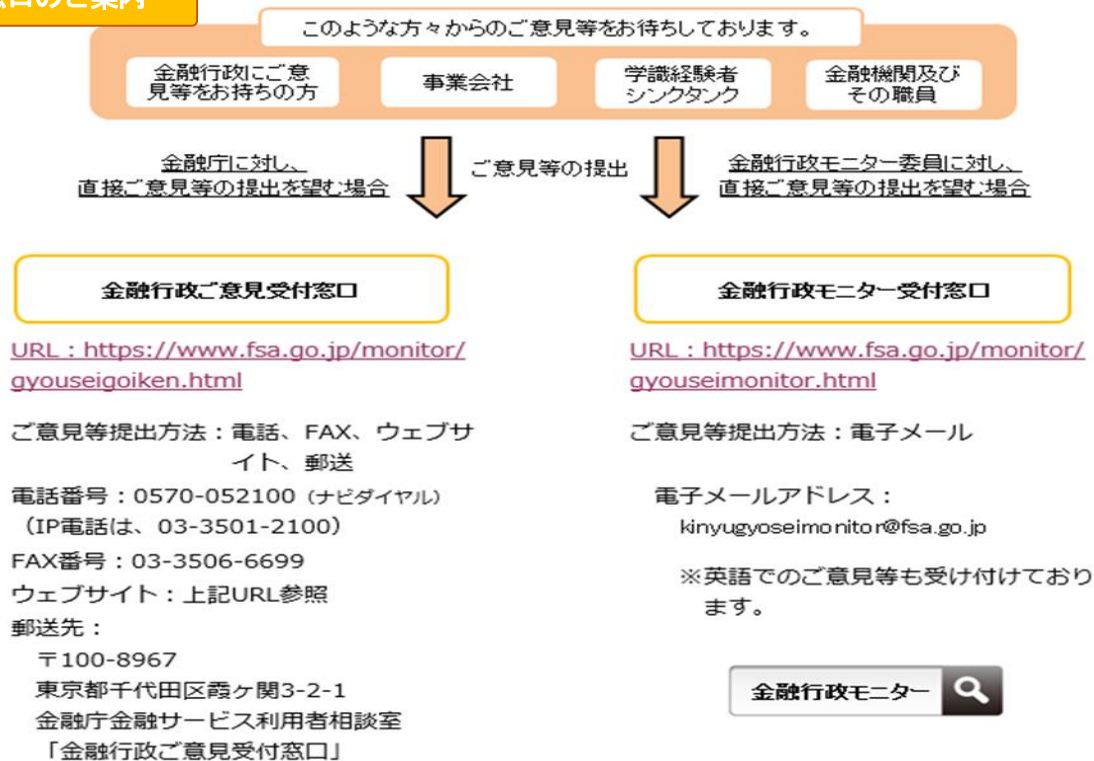 口のご案内
このような方々からのご意見等をお待ちしております。
金融行政にご意
見等をお持ちの方
事業会社
学識経験者
シンクタンク
金融機関及び
その職員
金融庁に対し、
直接ご意見等の提出を望む場合
ご意見等の提出
金融行政モニター委員に対し、
直接ご意見等の提出を望む場合
金融行政ご意見受付窓口
URL：https://www.fsa.go.jp/monitor/
gyouseigoiken.html
ご意見等提出方法：電話、FAX、ウェブサ
イト、郵送
電話番号：0570-052100（ナビダイヤル）
（IP電話は、03-3501-2100）
FAX番号：03-3506-6699
ウェブサイト：上記URL参照
郵送先：
〒100-8967
東京都千代田区霞ヶ関3-2-1
金融庁金融サービス利用者相談室
「金融行政ご意見受付窓口」
金融行政モニター受付窓口
URL：https://www.fsa.go.jp/monitor/
gyouseimonitor.html
ご意見等提出方法：電子メール
電子メールアドレス：
kinyugyoseimonitor@fsa.go.jp
※英語でのご意見等も受け付けており
ます。
金融行政モニター